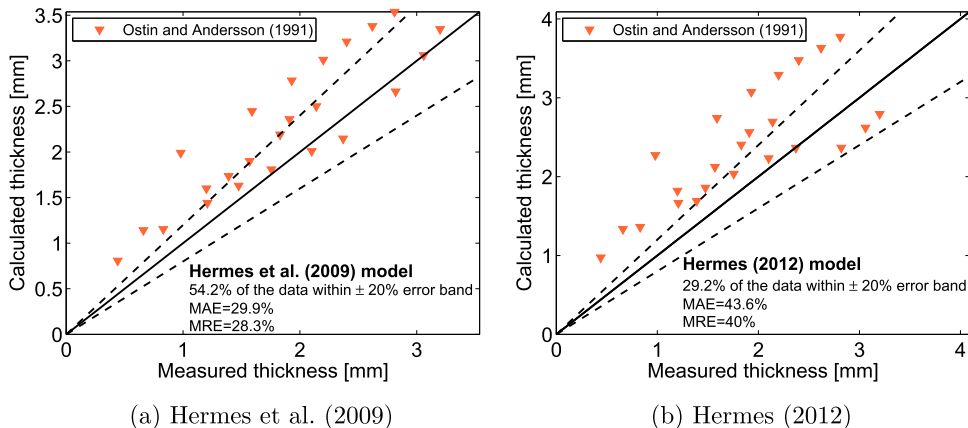 Ostin and Andersson (1991)
3.5
3
2.5
2
1.5
1
0.5
0
Calculated thickness [mm]
Hermes et al. (2009) model
54.2% of the data within ± 20% error band
MAE=29.9%
MRE=28.3%
0 1 2 3
Measured thickness [mm]
(a) Hermes et al. (2009)
Ostin and Andersson (1991)
4
3
2
1
0
Calculated thickness [mm]
Hermes (2012) model
29.2% of the data within ± 20% error band
MAE=43.6%
MRE=40%
0 1 2 3 4
Measured thickness [mm]
(b) Hermes (2012)